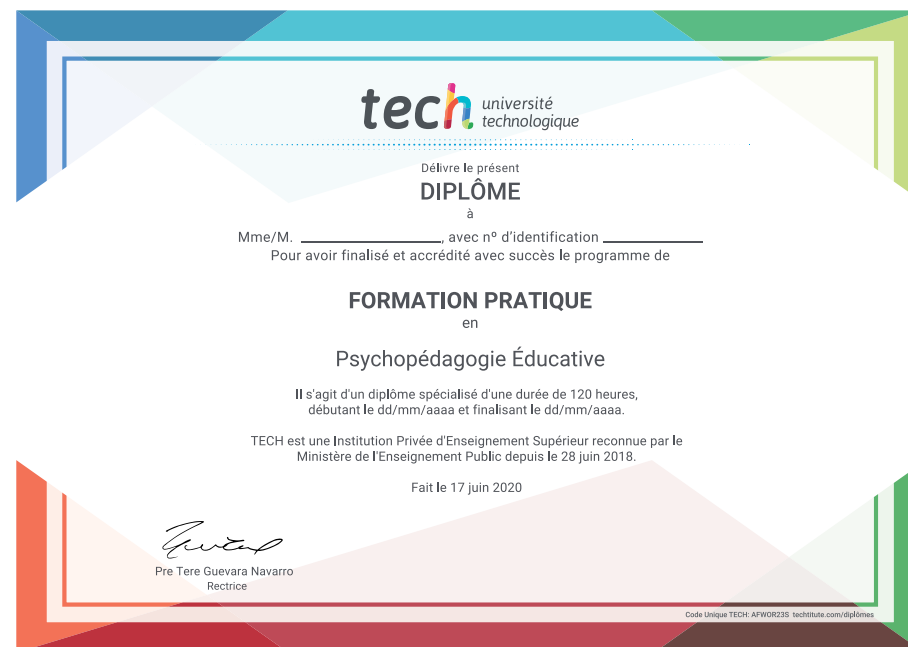 tech université
technologique
Délivre le présent
DIPLÔME
à
Mme/M. ____________________, avec nº d'identification ______________
Pour avoir finalisé et accrédité avec succès le programme de
FORMATION PRATIQUE
en
Psychopédagogie Éducative
Il s'agit d'un diplôme spécialisé d'une durée de 120 heures,
débutant le dd/mm/aaaa et finalisant le dd/mm/aaaa.
TECH est une Institution Privée d'Enseignement Supérieur reconnue par le
Ministère de l'Enseignement Public depuis le 28 juin 2018.
Fait le 17 juin 2020
Pre Tere Guevara Navarro
Rectrice
Code Unique TECH: AFWOR23S techtitute.com/diplômes